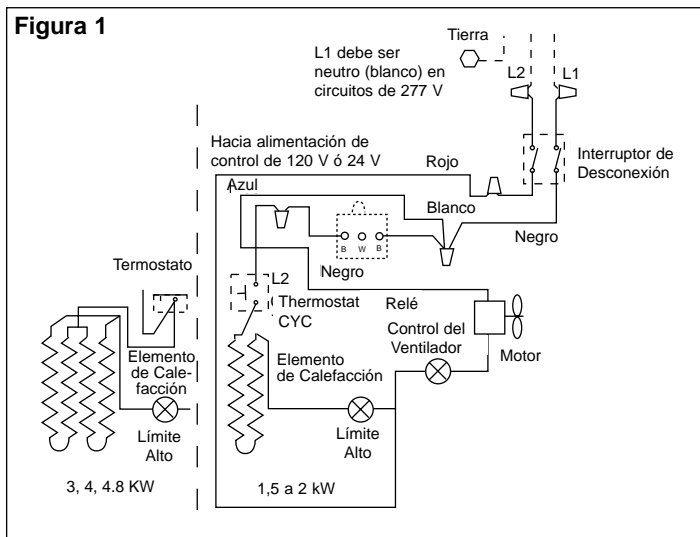 Figura 1
Tierra
L1 debe ser
neutro (blanco) en
circuitos de 277 V
L2
L1
Hacia alimentación de
control de 120 V ó 24 V
Rojo
Interruptor de
Desconexión
Azul
Blanco
Negro
B W B
Negro
Termostato
L2
Thermostat
CYC
Relé
Control del
Ventilador
Motor
Elemento
de Cale-
facción
Elemento
de Calefacción
Límite
Alto
Límite
Alto
3, 4, 4.8 KW
1,5 a 2 kW